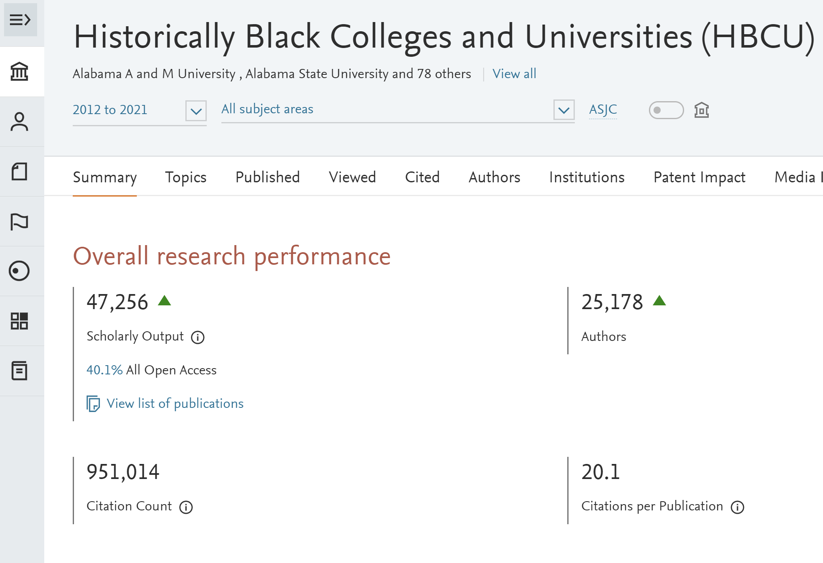 Historically Black Colleges and Universities (HBCU)
Alabama A and M University , Alabama State University and 78 others View all
2012 to 2021 All subject areas ASJC
Summary Topics Published Viewed Cited Authors Institutions Patent Impact Media
Overall research performance
47,256 25,178
Scholarly Output Authors
40.1% All Open Access
View list of publications
951,014 20.1
Citation Count Citations per Publication